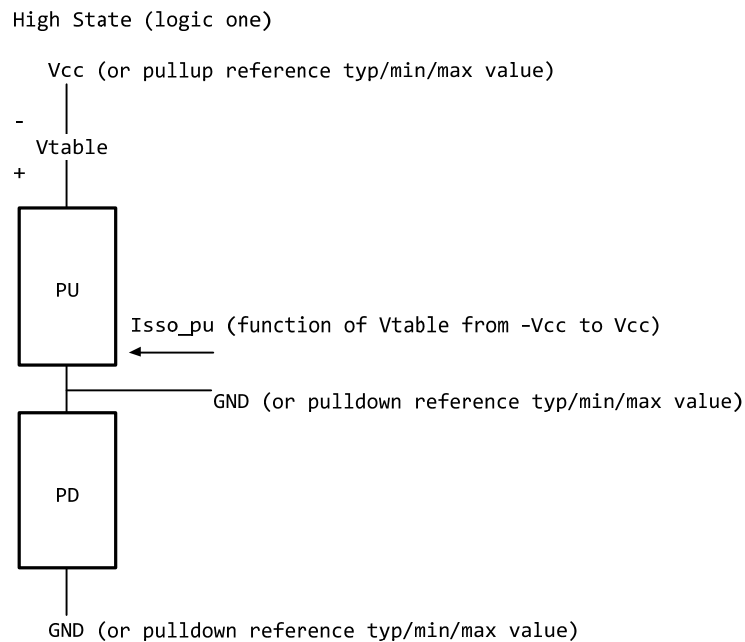 High State (logic one)
Vcc (or pullup reference typ/min/max value)
-
Vtable
+
PU
Isso_pu (function of Vtable from -Vcc to Vcc)
GND (or pulldown reference typ/min/max value)
PD
GND (or pulldown reference typ/min/max value)